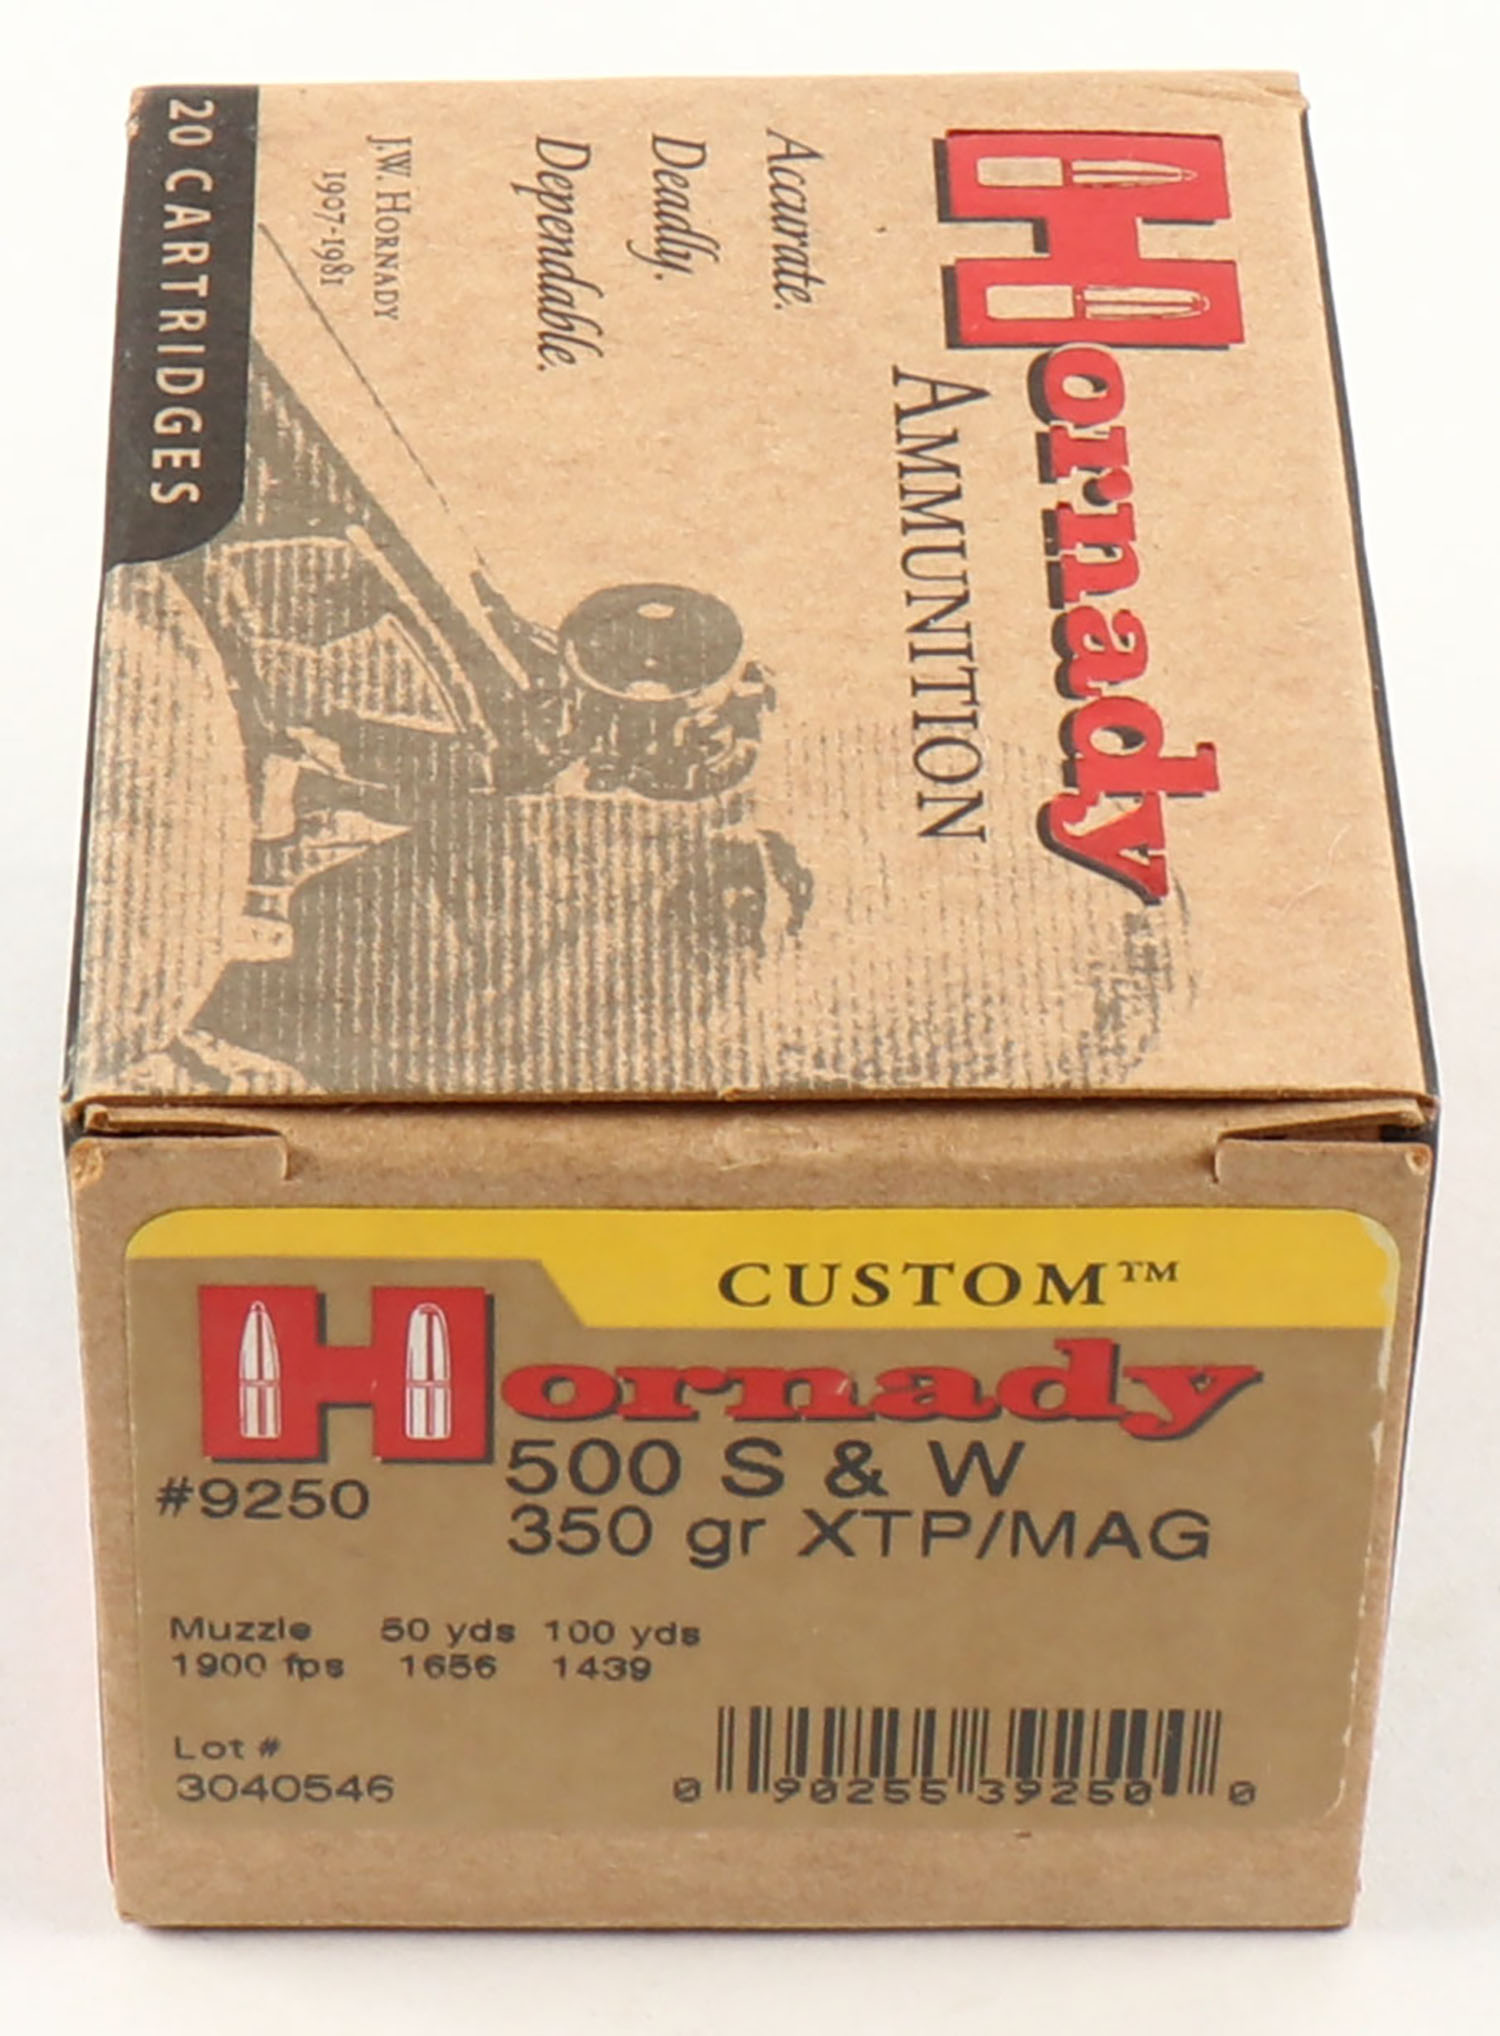 Hornady
AMMUNITION
Accurate.
Deadly.
Dependable.
J.W. HORNADY
1907-1981
20 CARTRIDGES
CUSTOM™
Hornady
#9250
500 S & W
350 gr XTP/MAG
Muzzle 50 yds 100 yds
1900 fps 1656 1439
Lot #
3040546
0 90255 39250 0